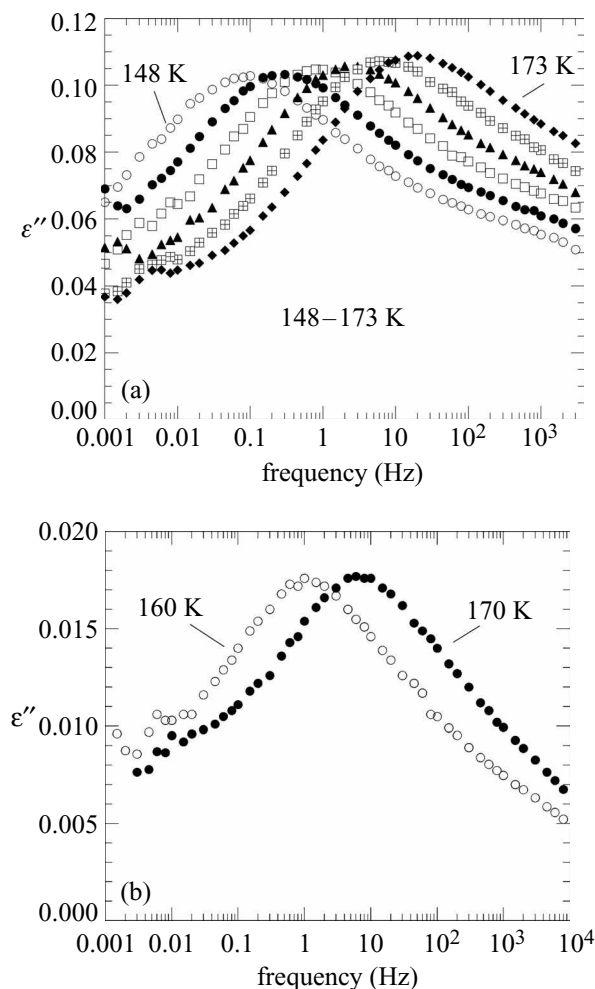 0.12
148 K
173 K
0.10
0.08
0.06
ε″
0.04
148 – 173 K
0.02
(a)
0.00
0.001 0.01 0.1 1 10 10² 10³
frequency (Hz)
0.020
160 K
170 K
0.015
0.010
ε″
0.005
(b)
0.000
0.001 0.01 0.1 1 10 10² 10³ 10⁴
frequency (Hz)